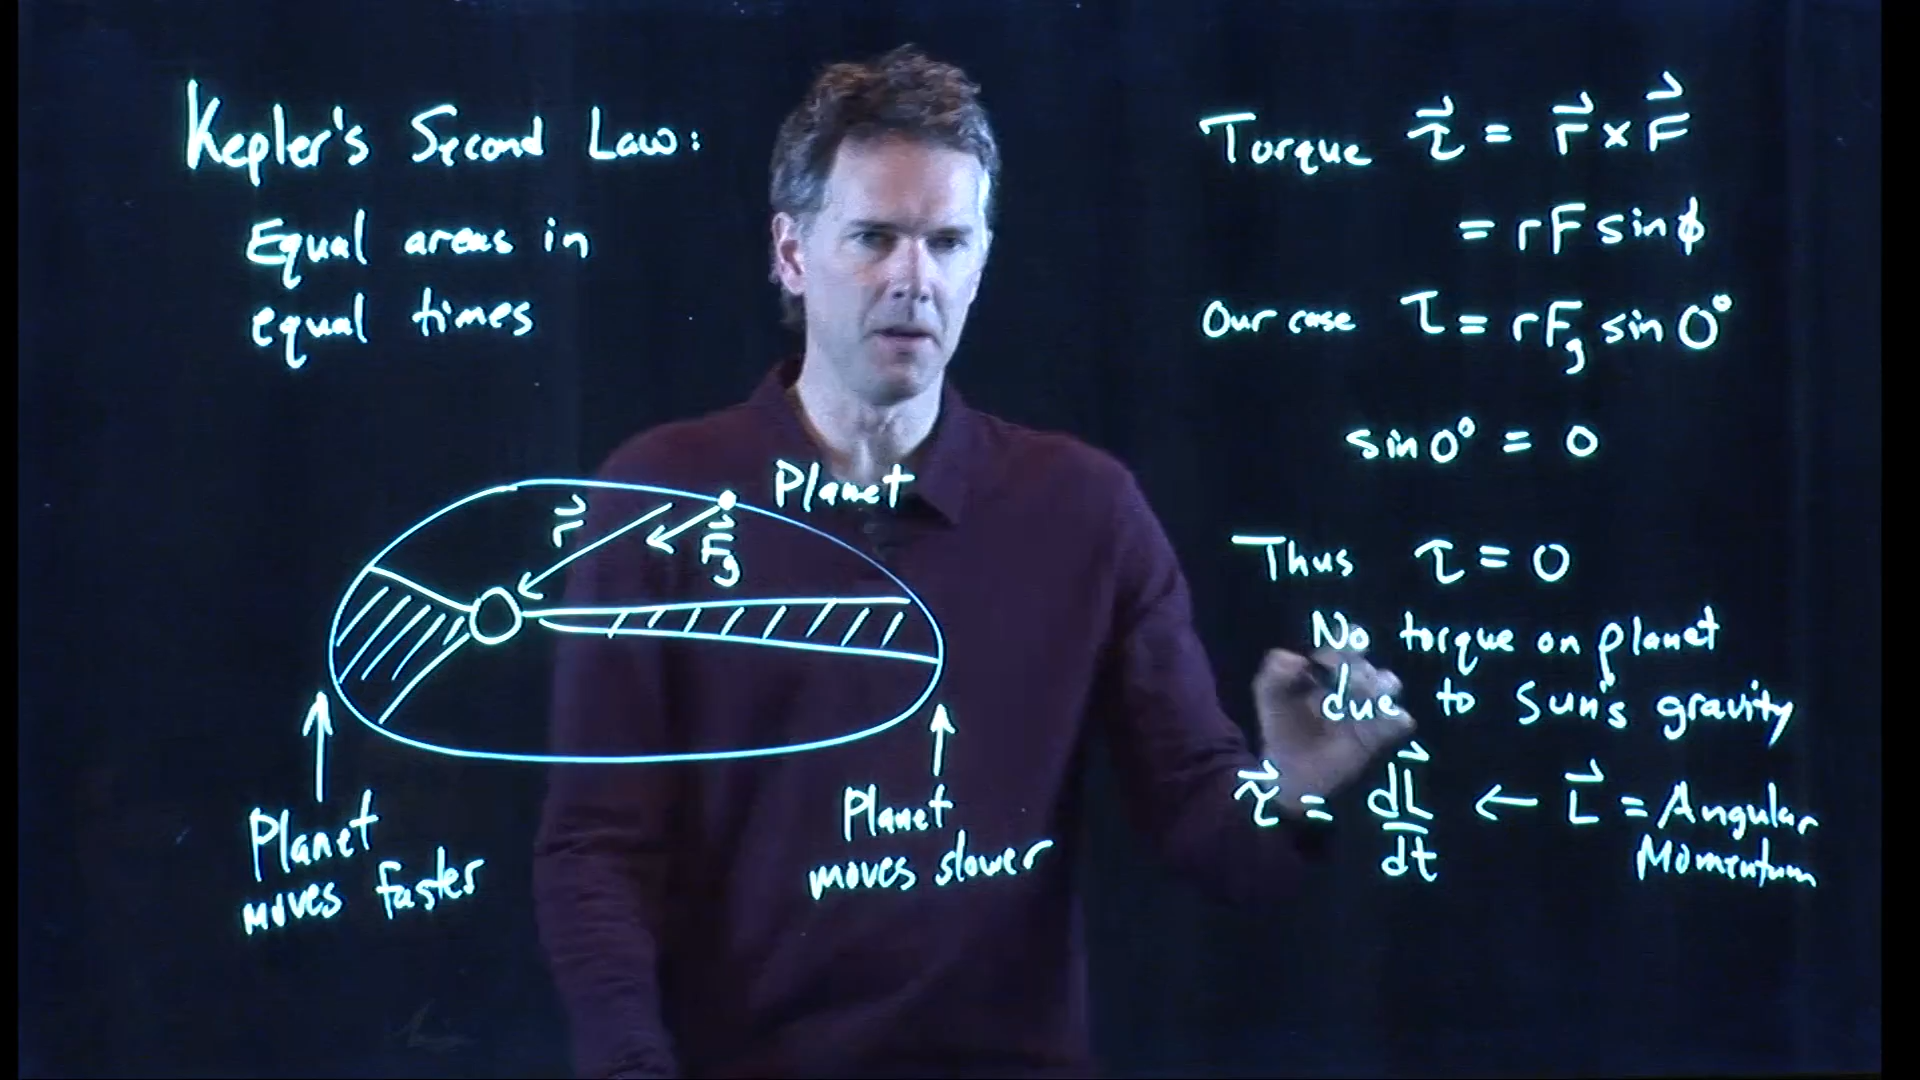 Kepler's Second Law:
Equal areas in
equal times
Planet
r⃗
F⃗g
Planet
moves faster
Planet
moves slower
Torque τ⃗ = r⃗ × F⃗
= rF sinϕ
Our case τ = rFg sin 0°
sin 0° = 0
Thus τ = 0
No torque on planet
due to Sun's gravity
τ⃗ = dL⃗/dt ← L⃗ = Angular
Momentum